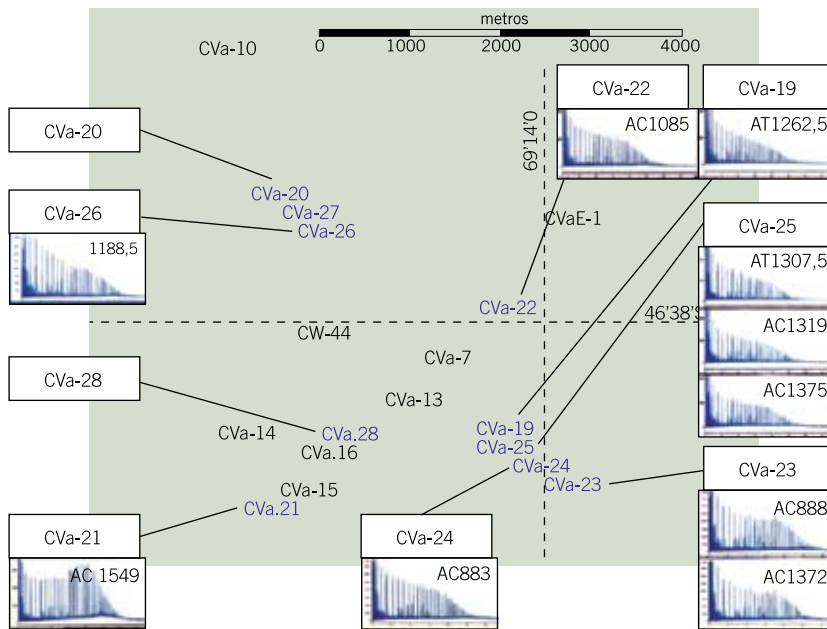 metros
0 1000 2000 3000 4000
CVa-10
CVa-22
CVa-19
AC1085
AT1262,5
69'14'0
CVa-20
CVa-20
CVa-27
CVa-26
CVa-26
1188,5
CVaE-1
CVa-25
AT1307,5
CVa-22
46'38'S
CW-44
AC1319
CVa-7
CVa-28
CVa-13
AC1375
CVa-14
CVa.28
CVa.16
CVa-19
CVa-25
CVa-24
CVa-23
CVa-23
CVa-15
CVa.21
AC888
CVa-21
AC 1549
CVa-24
AC883
AC1372